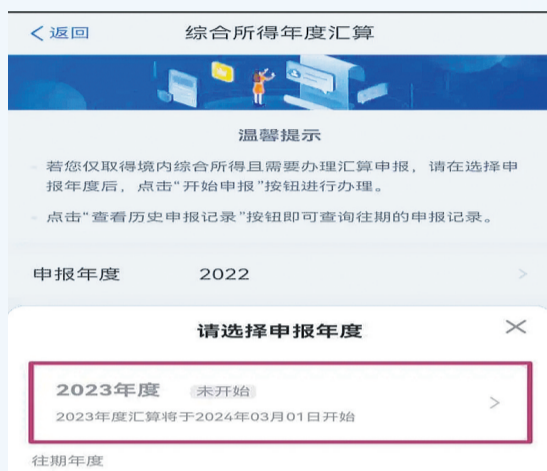 返回
综合所得年度汇算
温馨提示
若您仅取得境内综合所得且需要办理汇算申报，请在选择申
报年度后，点击“开始申报”按钮进行办理。
点击“查看历史申报记录”按钮即可查询往期的申报记录。
申报年度 2022
请选择申报年度
2023年度 未开始
2023年度汇算将于2024年03月01日开始
往期年度